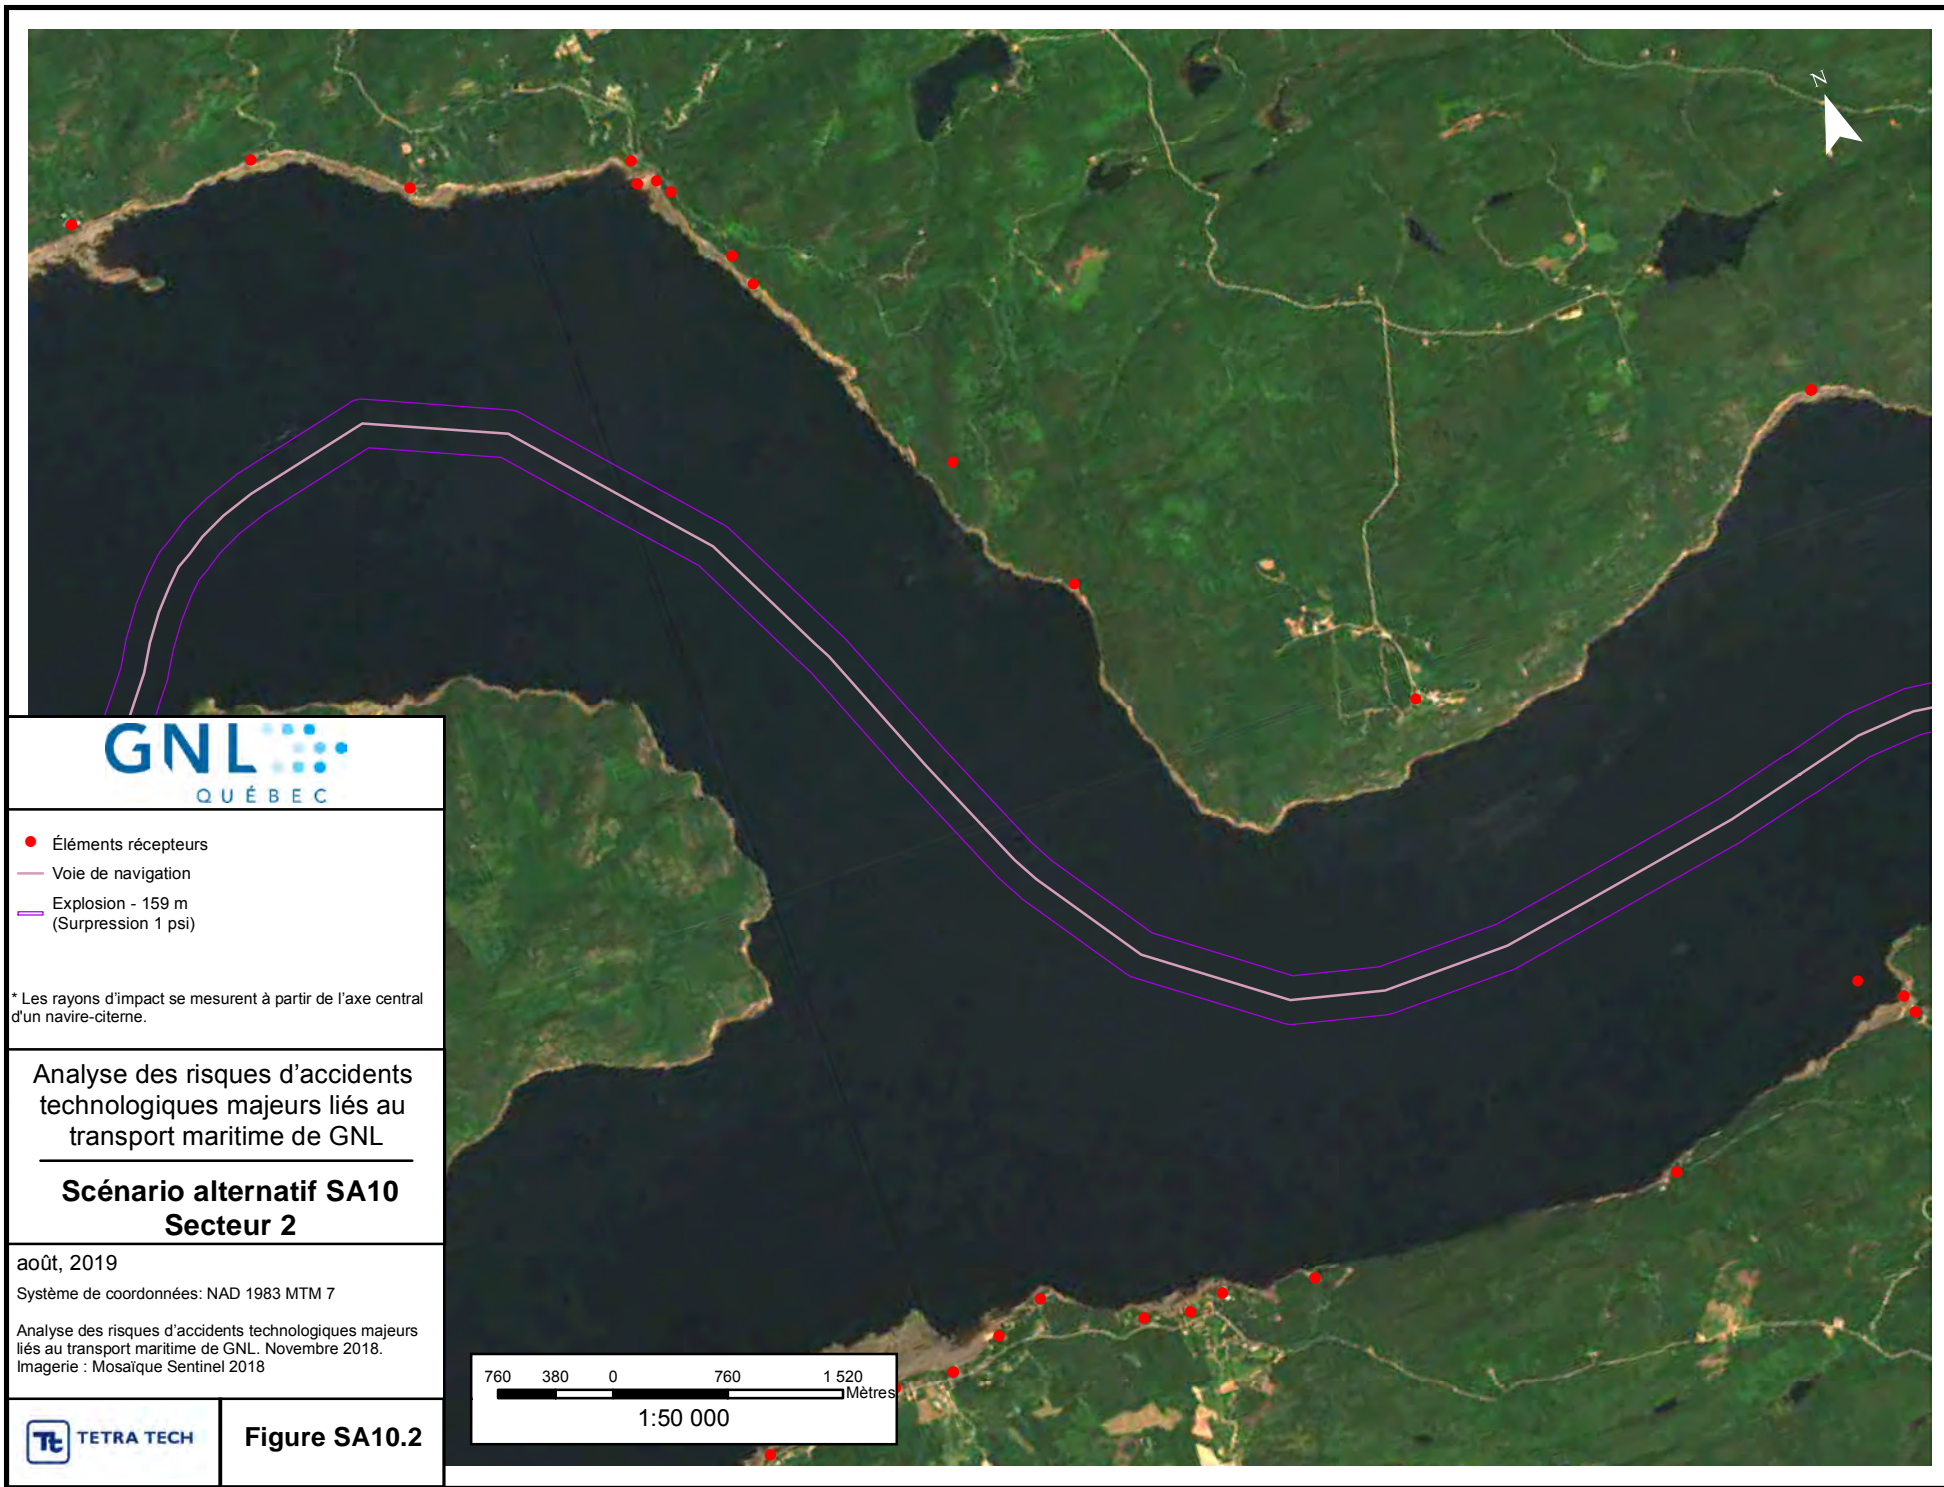 N
GNL
QUÉBEC
Éléments récepteurs
Voie de navigation
Explosion - 159 m
(Surpression 1 psi)
* Les rayons d'impact se mesurent à partir de l'axe central
d'un navire-citerne.
Analyse des risques d'accidents
technologiques majeurs liés au
transport maritime de GNL
Scénario alternatif SA10
Secteur 2
août, 2019
Système de coordonnées: NAD 1983 MTM 7
Analyse des risques d'accidents technologiques majeurs
liés au transport maritime de GNL. Novembre 2018.
Imagerie : Mosaïque Sentinel 2018
Tt TETRA TECH
Figure SA10.2
760 380 0 760 1 520
Mètres
1:50 000